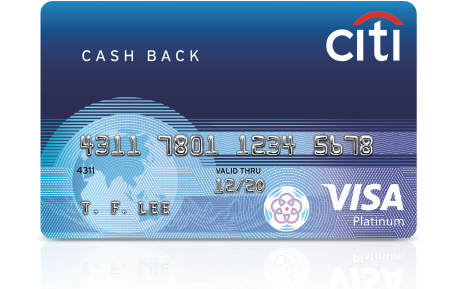 citi
CASH BACK
4311 7801 1234 5678
4311
VALID THRU
12/20
T. F. LEE
VISA
Platinum